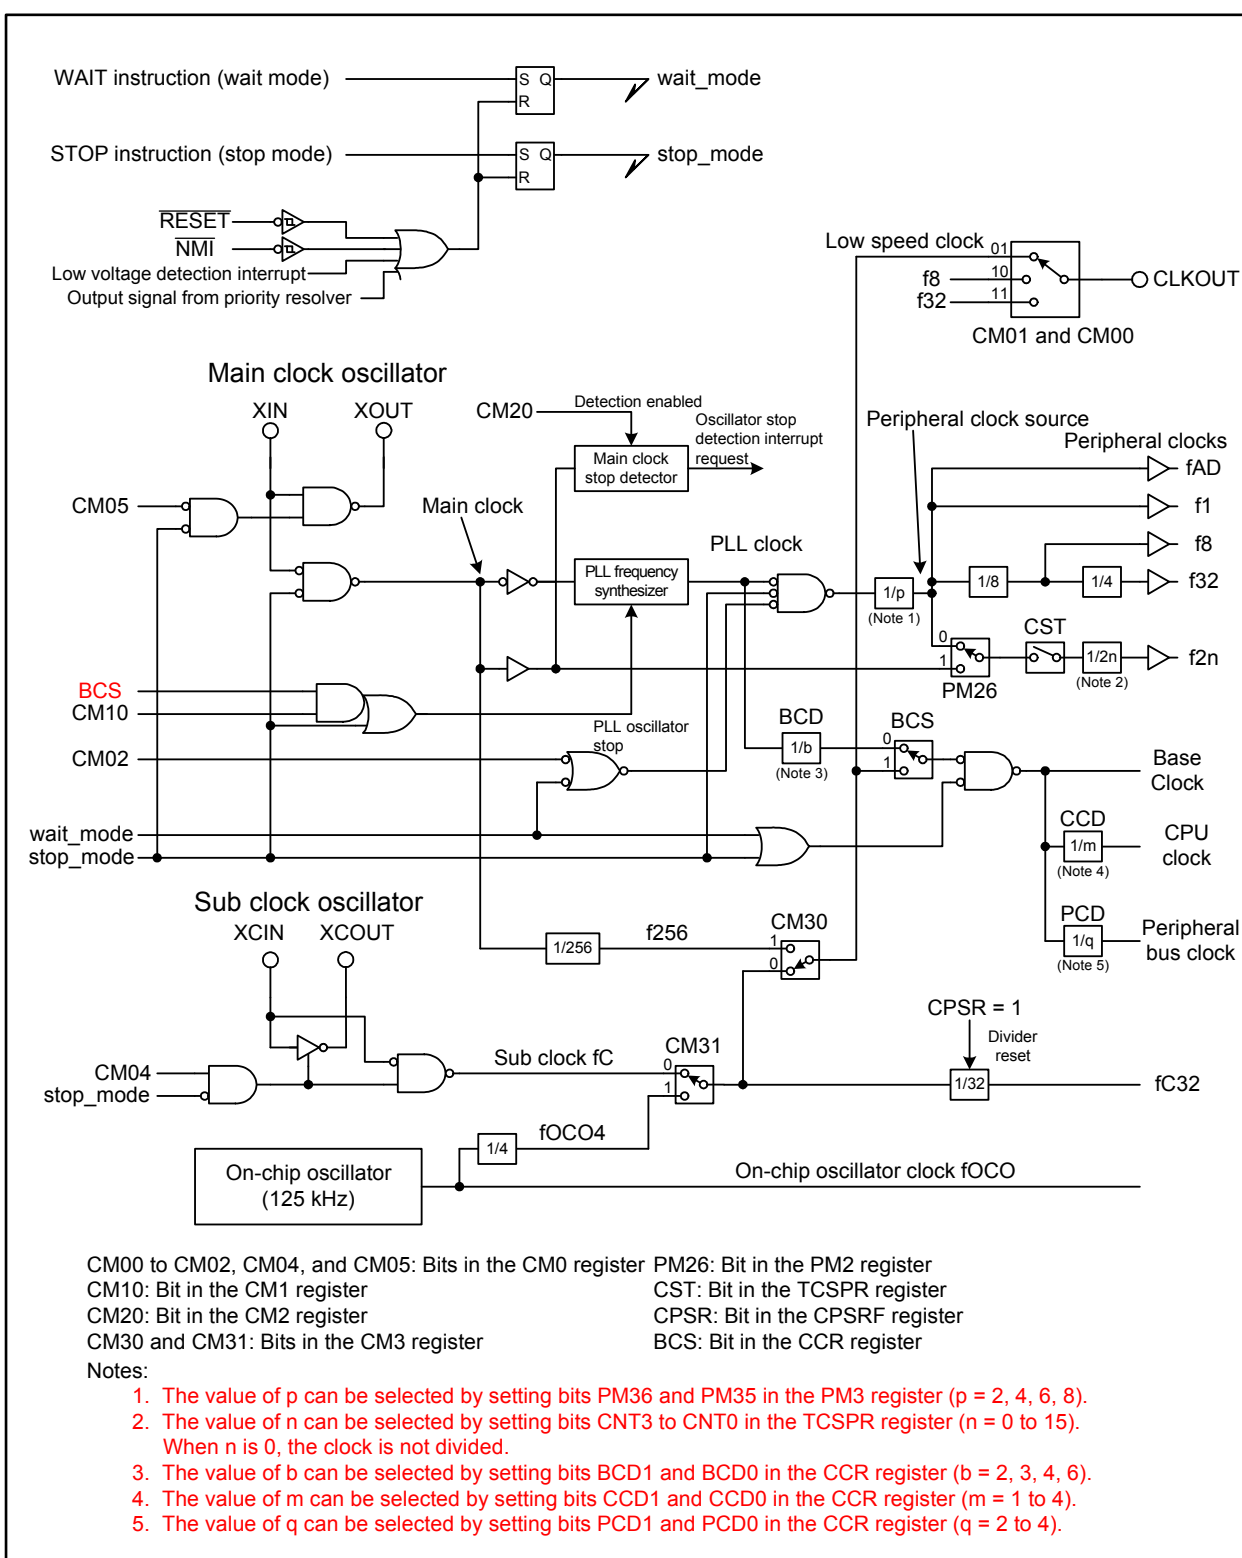 WAIT instruction (wait mode)
S Q
R
wait_mode
STOP instruction (stop mode)
S Q
R
stop_mode
RESET
NMI
Low voltage detection interrupt
Output signal from priority resolver
Low speed clock
01
f8
10
f32
11
CLKOUT
CM01 and CM00
Main clock oscillator
XIN
XOUT
CM20
Detection enabled
Oscillator stop
detection interrupt
request
Main clock
stop detector
Peripheral clock source
Peripheral clocks
fAD
CM05
Main clock
f1
PLL clock
f8
PLL frequency
synthesizer
1/p
(Note 1)
1/8
1/4
f32
CST
0
1
PM26
1/2n
(Note 2)
f2n
BCS
CM10
PLL oscillator
stop
BCD
BCS
CM02
1/b
(Note 3)
0
1
Base
Clock
wait_mode
stop_mode
CCD
1/m
(Note 4)
CPU
clock
Sub clock oscillator
XCIN
XCOUT
1/256
f256
CM30
1
0
PCD
1/q
(Note 5)
Peripheral
bus clock
CPSR = 1
Divider
reset
CM04
stop_mode
Sub clock fC
CM31
0
1
1/32
fC32
1/4
fOCO4
On-chip oscillator
(125 kHz)
On-chip oscillator clock fOCO
CM00 to CM02, CM04, and CM05: Bits in the CM0 register
PM26: Bit in the PM2 register
CM10: Bit in the CM1 register
CST: Bit in the TCSPR register
CM20: Bit in the CM2 register
CPSR: Bit in the CPSRF register
CM30 and CM31: Bits in the CM3 register
BCS: Bit in the CCR register
Notes:
1. The value of p can be selected by setting bits PM36 and PM35 in the PM3 register (p = 2, 4, 6, 8).
2. The value of n can be selected by setting bits CNT3 to CNT0 in the TCSPR register (n = 0 to 15).
When n is 0, the clock is not divided.
3. The value of b can be selected by setting bits BCD1 and BCD0 in the CCR register (b = 2, 3, 4, 6).
4. The value of m can be selected by setting bits CCD1 and CCD0 in the CCR register (m = 1 to 4).
5. The value of q can be selected by setting bits PCD1 and PCD0 in the CCR register (q = 2 to 4).